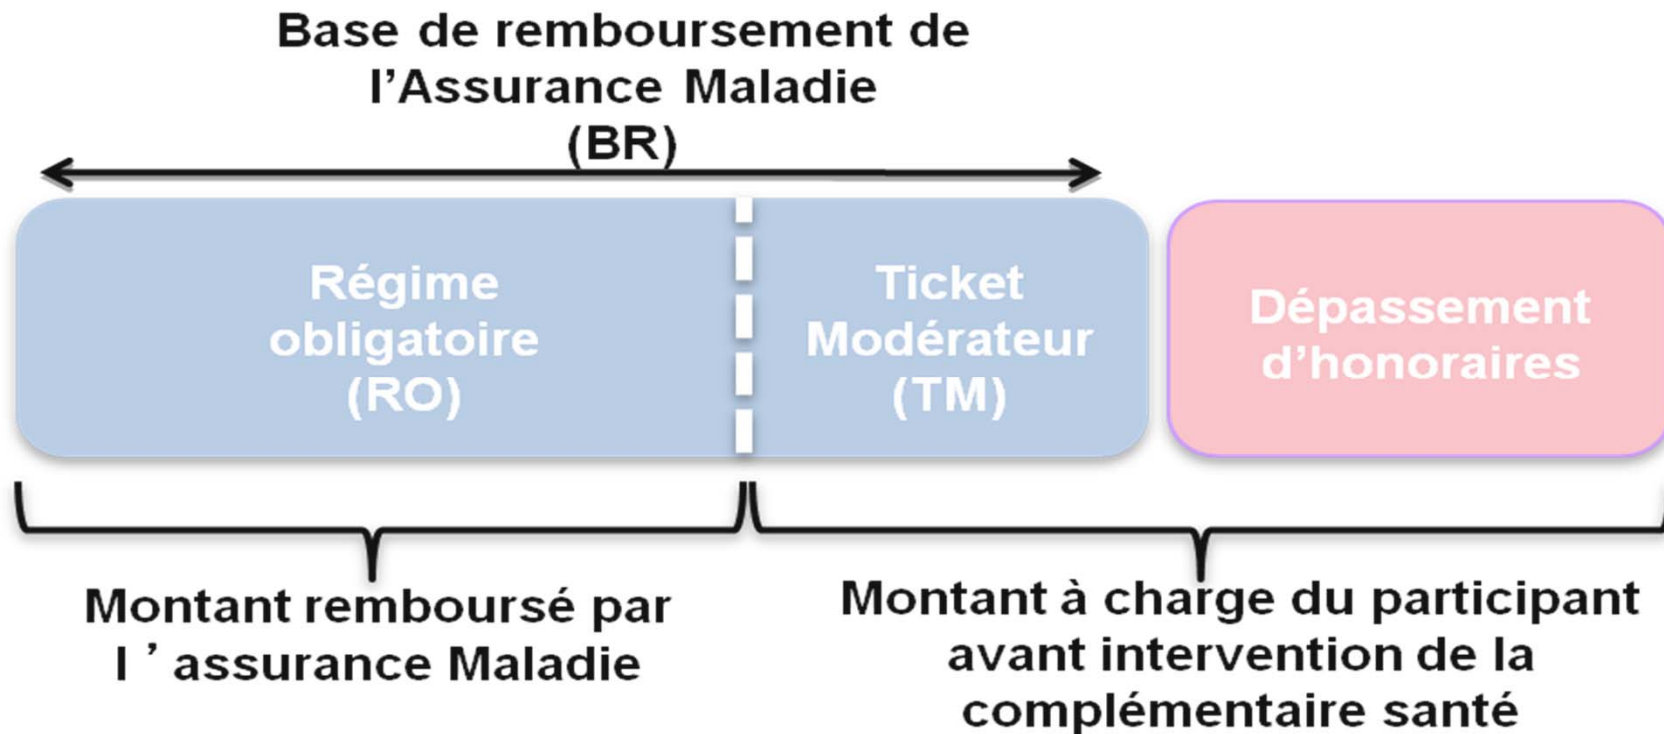 Base de remboursement de
l'Assurance Maladie
(BR)
Régime
obligatoire
(RO)
Ticket
Modérateur
(TM)
Dépassement
d'honoraires
Montant remboursé par
l ’ assurance Maladie
Montant à charge du participant
avant intervention de la
complémentaire santé